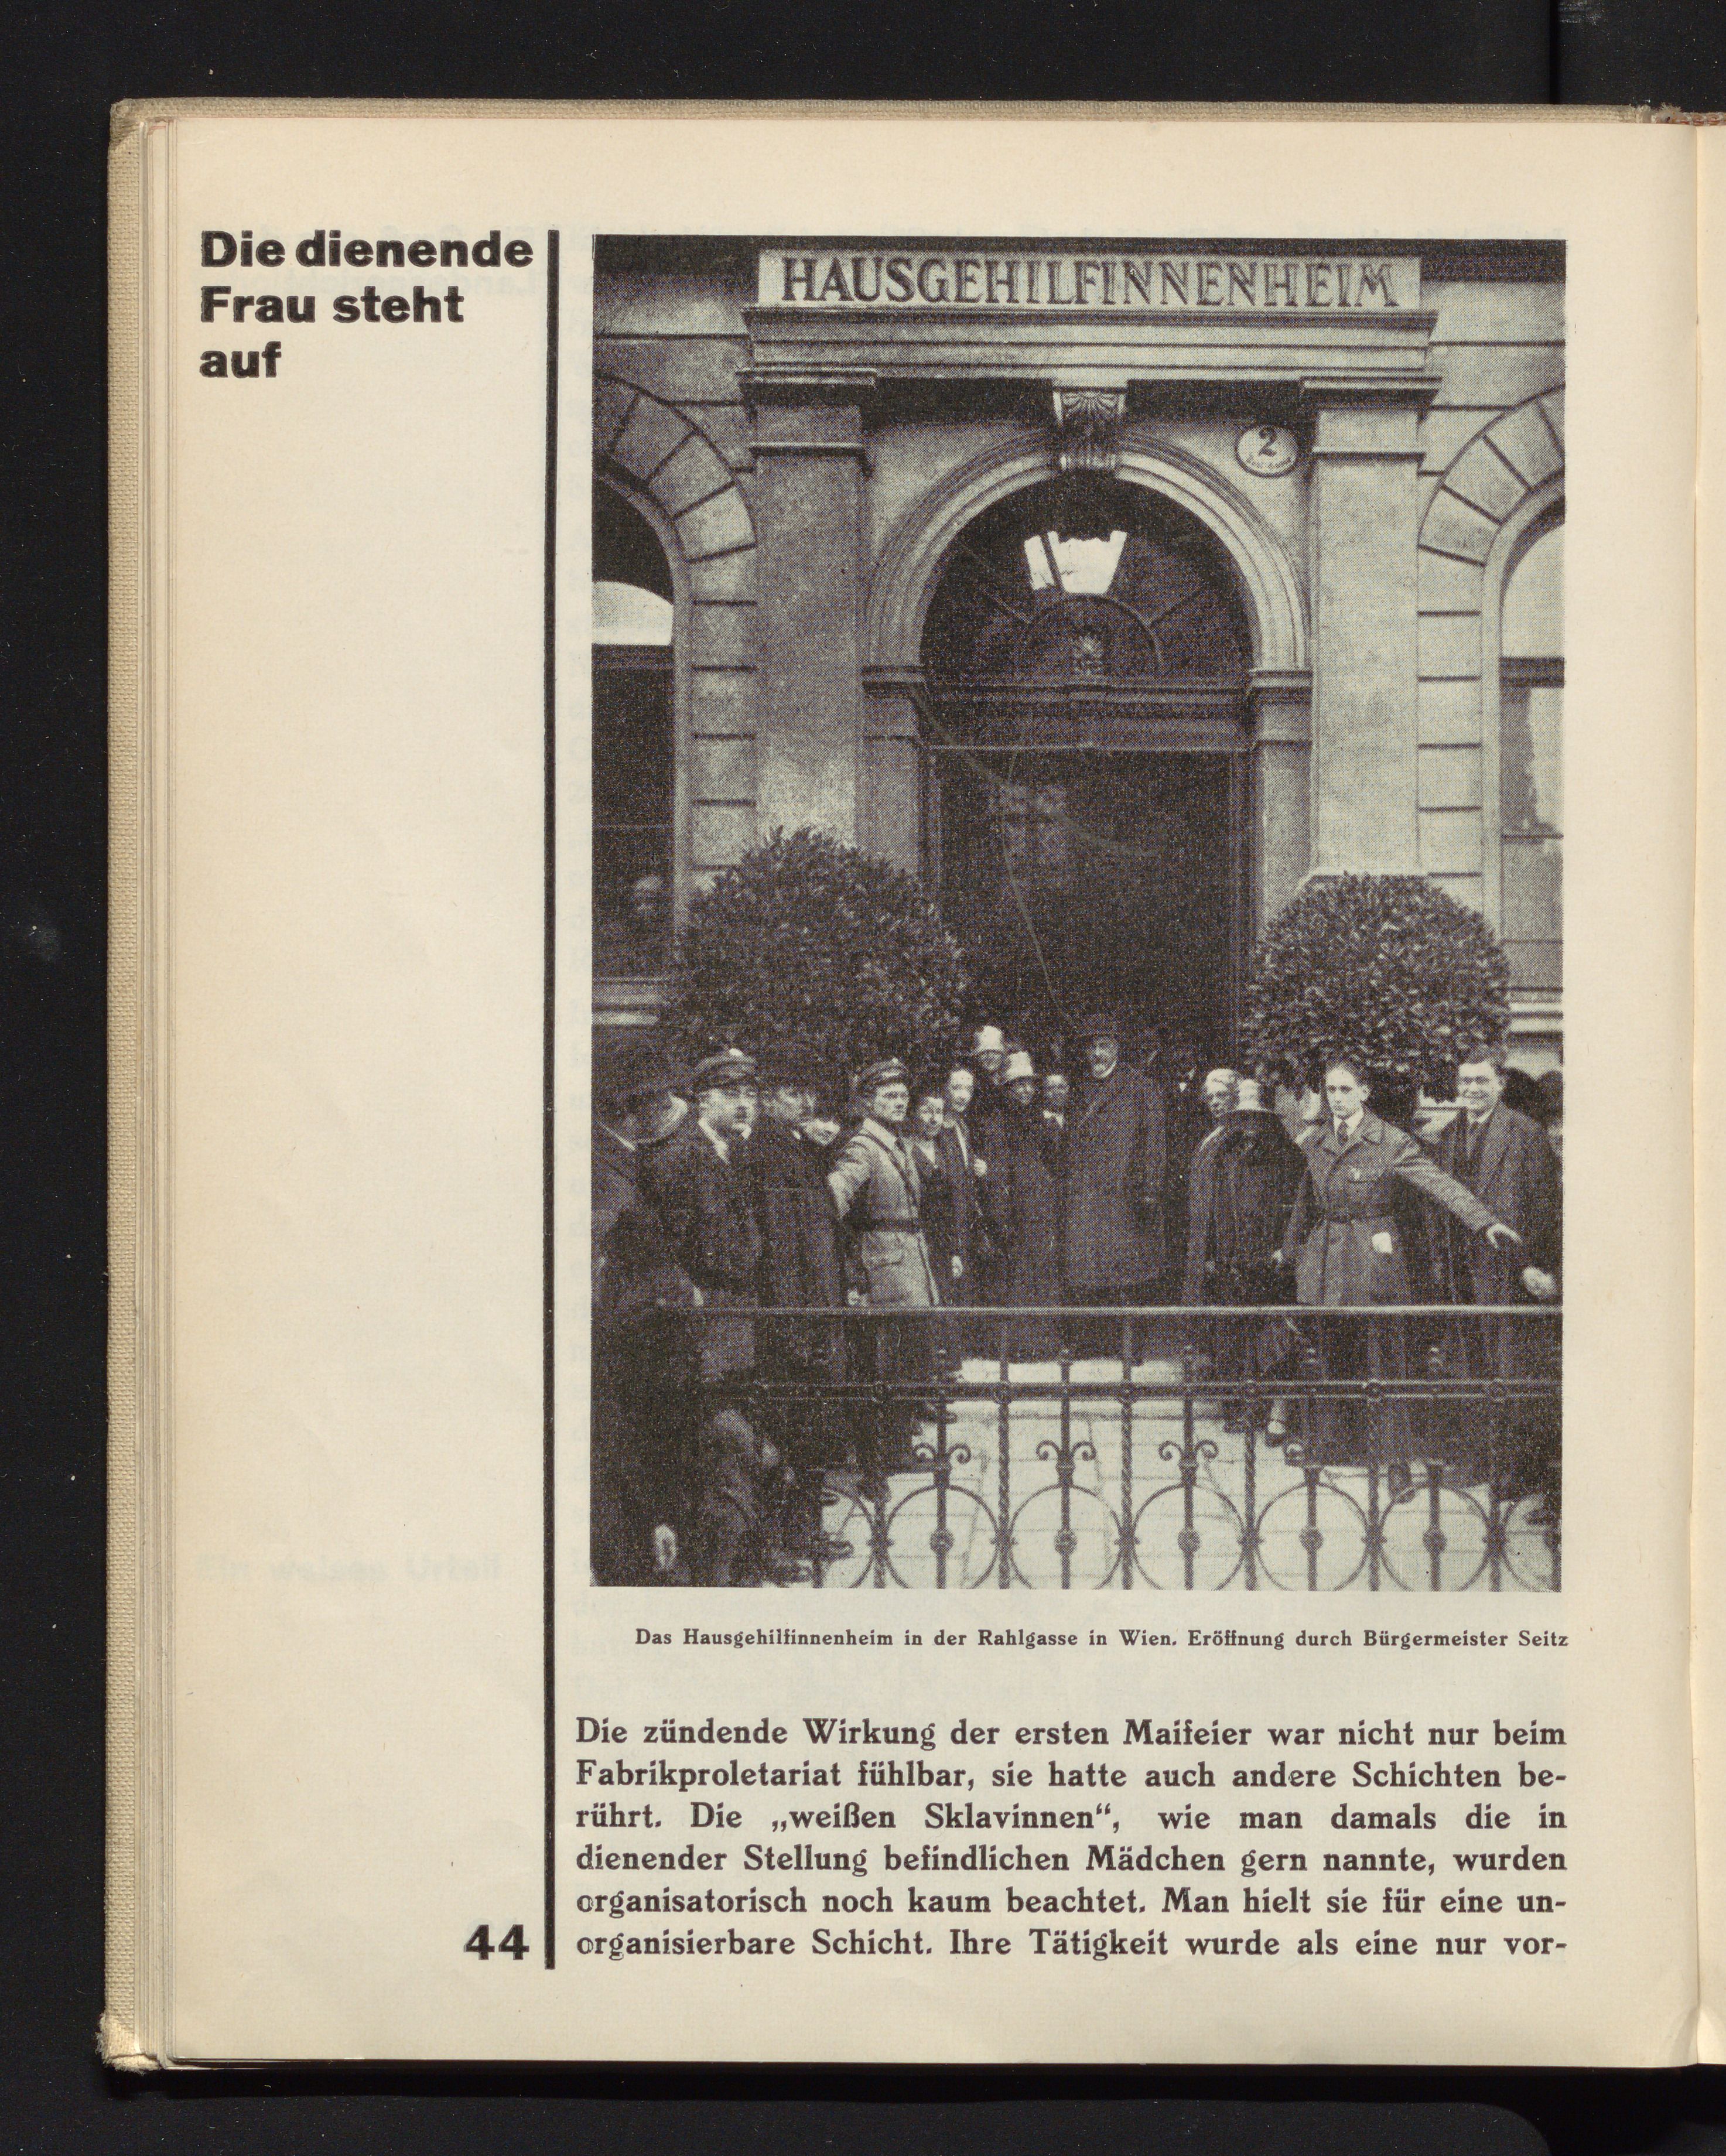 Die dienende
Frau steht
auf
HAUSGEHILFINNENHEIM
2
Das Hausgehilfinnenheim in der Rahlgasse in Wien. Eröffnung durch Bürgermeister Seitz
Die zündende Wirkung der ersten Maifeier war nicht nur beim
Fabrikproletariat fühlbar, sie hatte auch andere Schichten be-
rührt. Die „weißen Sklavinnen“, wie man damals die in
dienender Stellung befindlichen Mädchen gern nannte, wurden
organisatorisch noch kaum beachtet. Man hielt sie für eine un-
organisierbare Schicht. Ihre Tätigkeit wurde als eine nur vor-
44